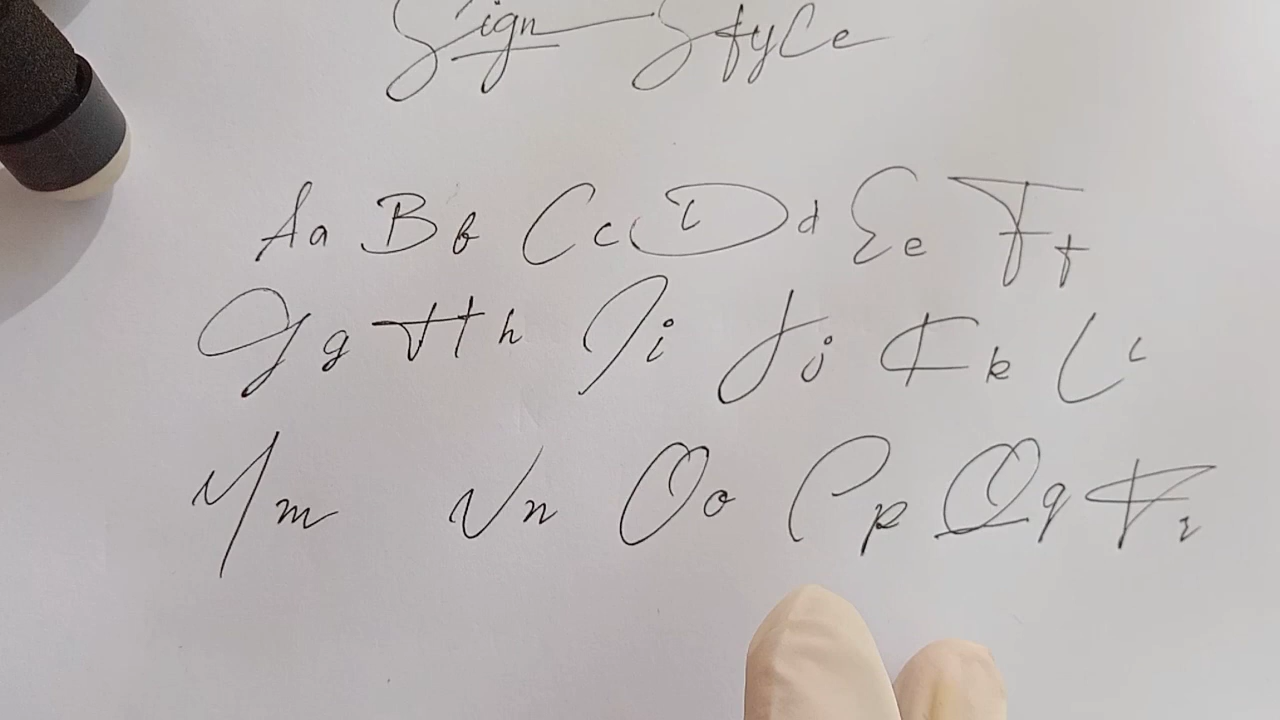 Sign Style
Aa Bb Cc Dd Ee Ff
Gg Hh Ii Jj Kk Ll
Mm Nn Oo Pp Qq Rr